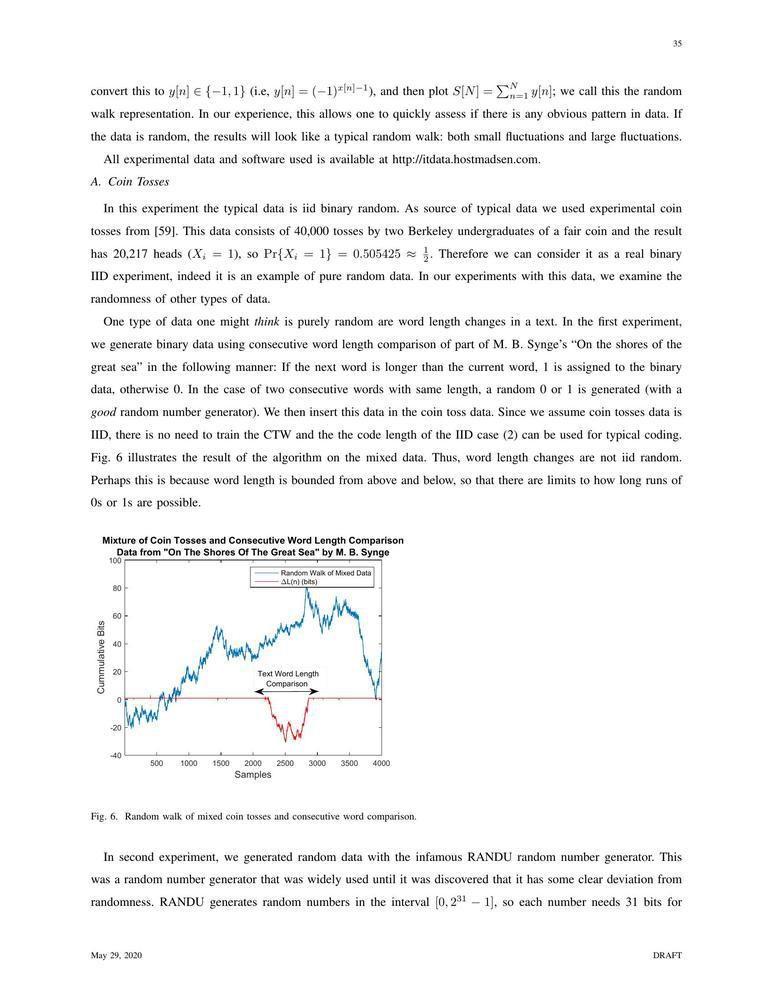 35
convert this to y[n] ∈ {−1, 1} (i.e, y[n] = (−1)^{x[n]−1}), and then plot S[N] = ∑_{n=1}^{N} y[n]; we call this the random
walk representation. In our experience, this allows one to quickly assess if there is any obvious pattern in data. If
the data is random, the results will look like a typical random walk: both small fluctuations and large fluctuations.
All experimental data and software used is available at http://itdata.hostmadsen.com.
A. Coin Tosses
In this experiment the typical data is iid binary random. As source of typical data we used experimental coin
tosses from [59]. This data consists of 40,000 tosses by two Berkeley undergraduates of a fair coin and the result
has 20,217 heads (X_i = 1), so Pr{X_i = 1} = 0.505425 ≈ 1/2. Therefore we can consider it as a real binary
IID experiment, indeed it is an example of pure random data. In our experiments with this data, we examine the
randomness of other types of data.
One type of data one might think is purely random are word length changes in a text. In the first experiment,
we generate binary data using consecutive word length comparison of part of M. B. Synge's “On the shores of the
great sea” in the following manner: If the next word is longer than the current word, 1 is assigned to the binary
data, otherwise 0. In the case of two consecutive words with same length, a random 0 or 1 is generated (with a
good random number generator). We then insert this data in the coin toss data. Since we assume coin tosses data is
IID, there is no need to train the CTW and the the code length of the IID case (2) can be used for typical coding.
Fig. 6 illustrates the result of the algorithm on the mixed data. Thus, word length changes are not iid random.
Perhaps this is because word length is bounded from above and below, so that there are limits to how long runs of
0s or 1s are possible.
Mixture of Coin Tosses and Consecutive Word Length Comparison
Data from "On The Shores Of The Great Sea" by M. B. Synge
100
Random Walk of Mixed Data
ΔL(n) (bits)
80
60
40
20
0
-20
-40
Cummulative Bits
Text Word Length
Comparison
500 1000 1500 2000 2500 3000 3500 4000
Samples
Fig. 6. Random walk of mixed coin tosses and consecutive word comparison.
In second experiment, we generated random data with the infamous RANDU random number generator. This
was a random number generator that was widely used until it was discovered that it has some clear deviation from
randomness. RANDU generates random numbers in the interval [0, 2^{31} − 1], so each number needs 31 bits for
May 29, 2020 DRAFT